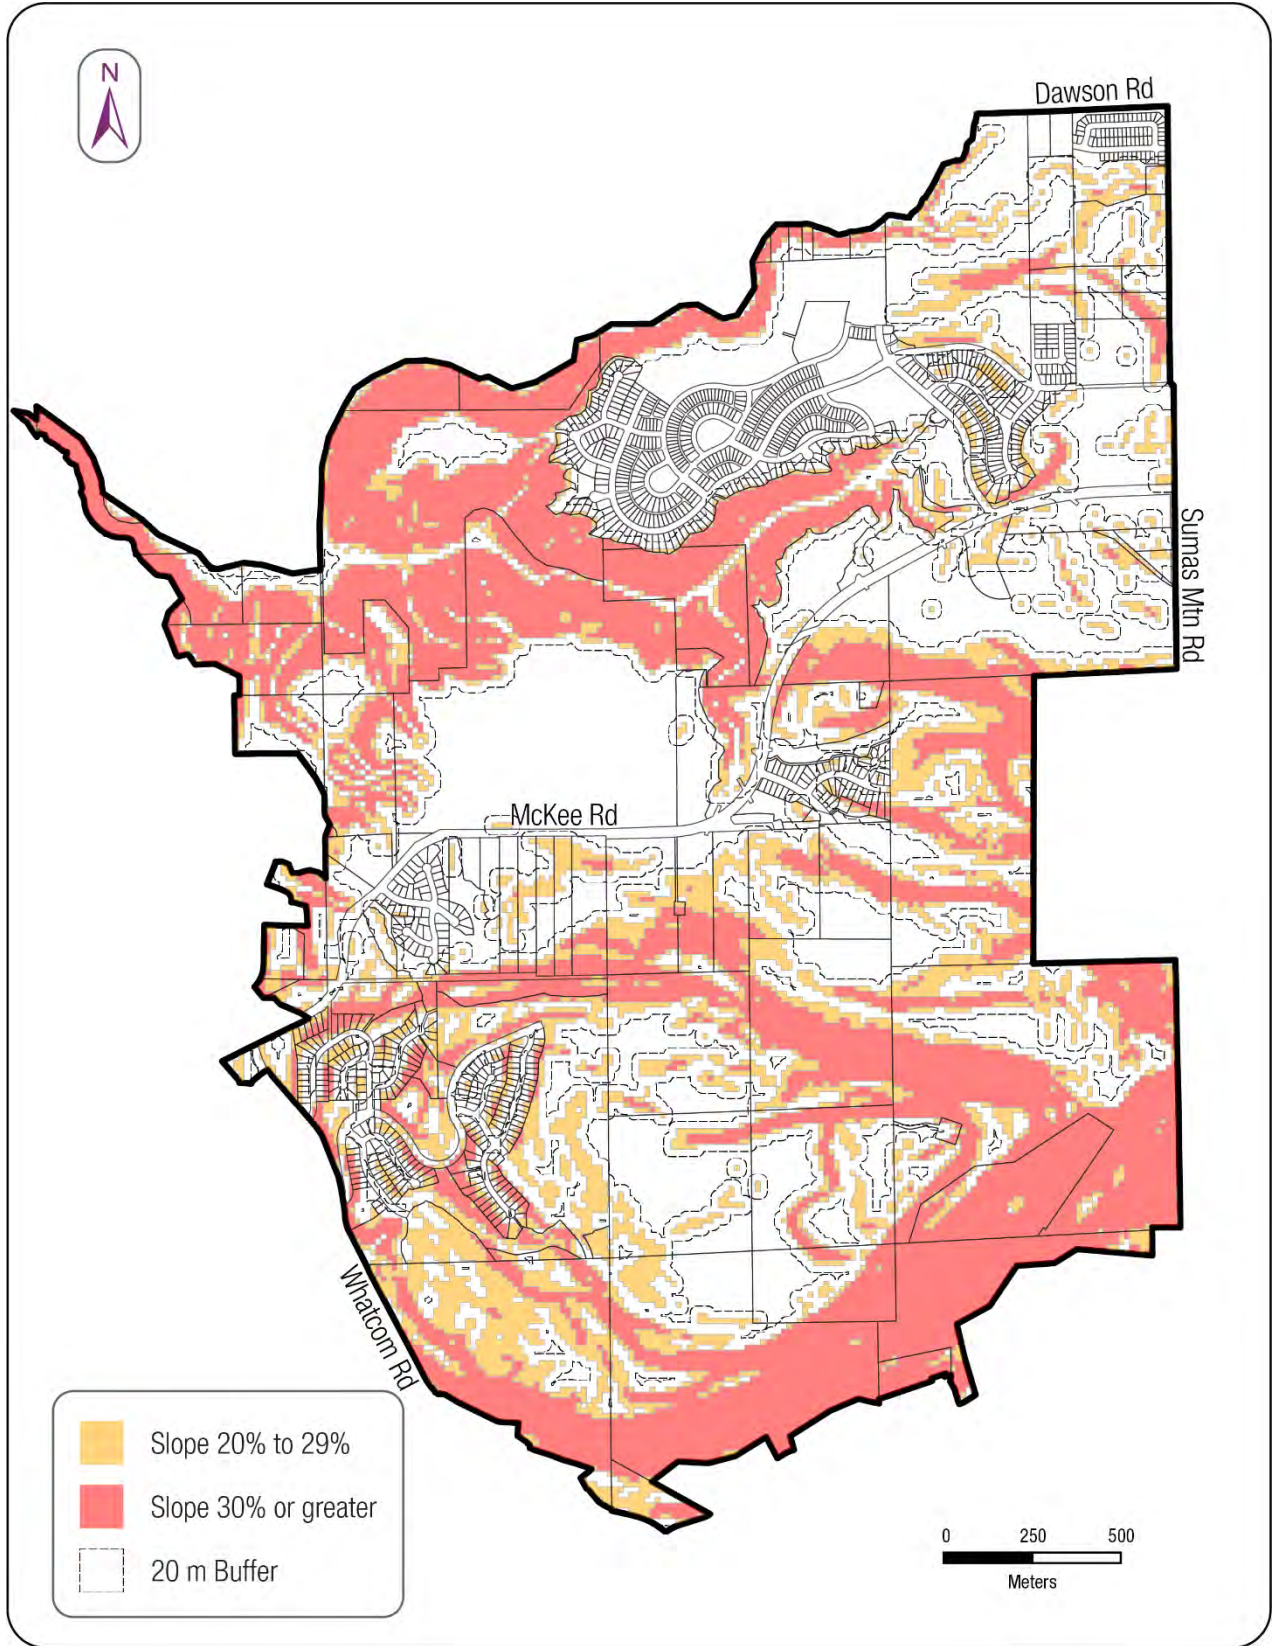 N
Dawson Rd
Sumas Mtn Rd
McKee Rd
Whatcom Rd
Slope 20% to 29%
Slope 30% or greater
20 m Buffer
0 250 500
Meters